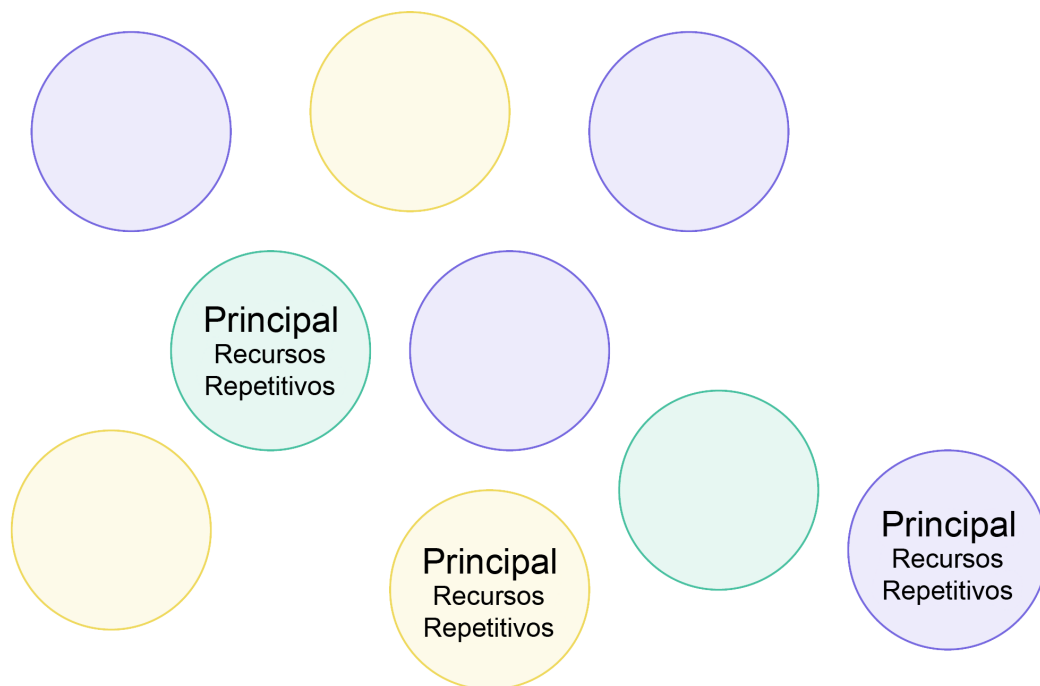 Principal
Recursos
Repetitivos
Principal
Recursos
Repetitivos
Principal
Recursos
Repetitivos